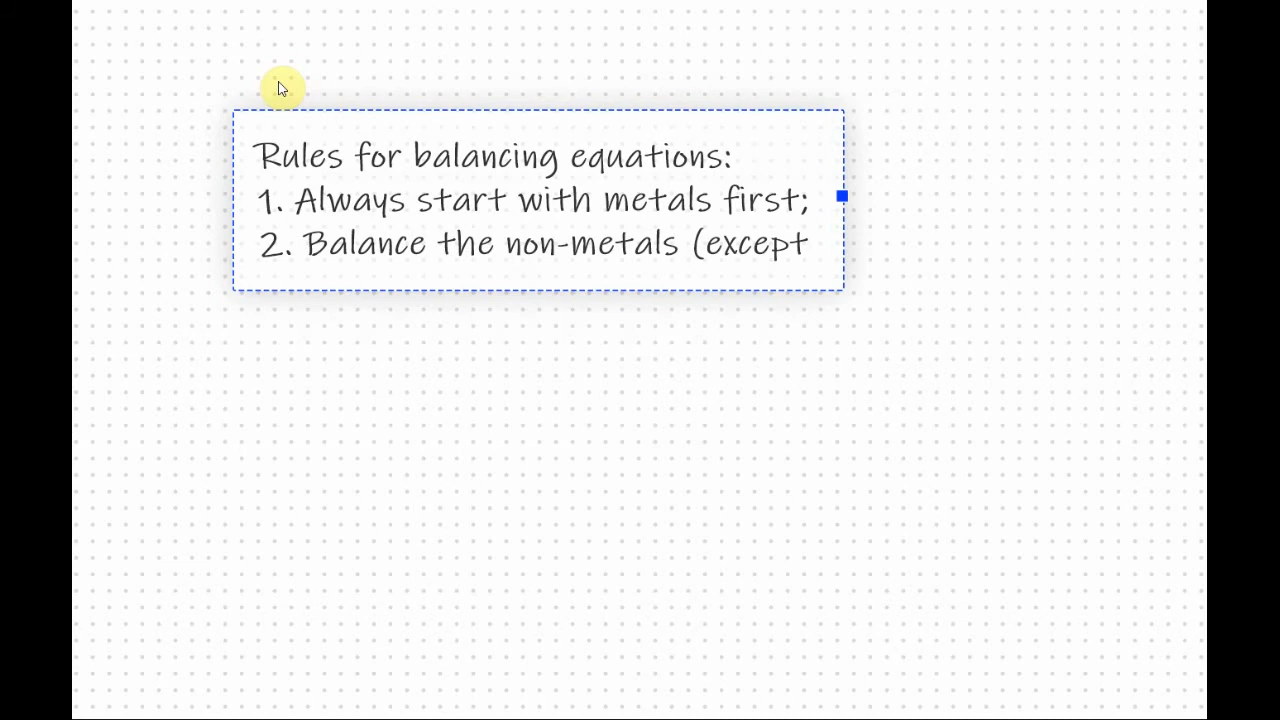 Rules for balancing equations:
1. Always start with metals first;
2. Balance the non-metals (except